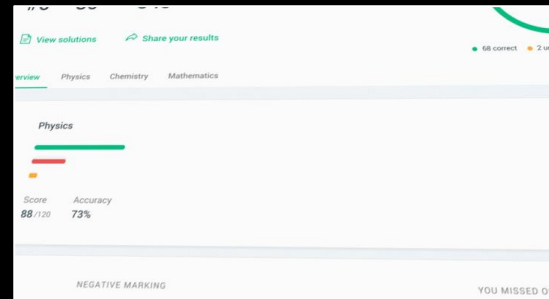 View solutions Share your results
68 correct 2
erview Physics Chemistry Mathematics
Physics
Score Accuracy
88/120 73%
NEGATIVE MARKING
YOU MISSED